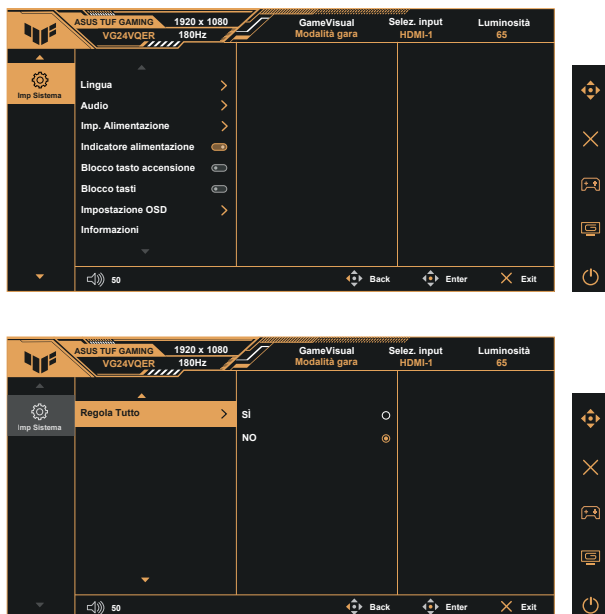 ASUS TUF GAMING 1920 x 1080 GameVisual Selez. input Luminosità
VG24VQER 180Hz Modalità gara HDMI-1 65
Imp Sistema
Lingua
Audio
Imp. Alimentazione
Indicatore alimentazione
Blocco tasto accensione
Blocco tasti
Impostazione OSD
Informazioni
50 Back Enter Exit
ASUS TUF GAMING 1920 x 1080 GameVisual Selez. input Luminosità
VG24VQER 180Hz Modalità gara HDMI-1 65
Imp Sistema
Regola Tutto SÌ
NO
50 Back Enter Exit